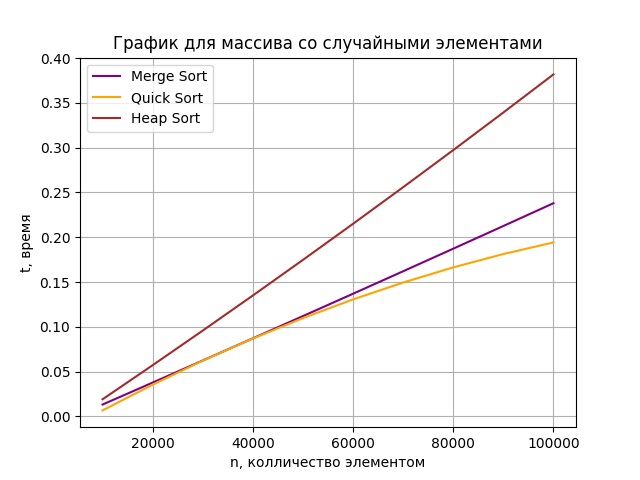 График для массива со случайными элементами
Merge Sort
Quick Sort
Heap Sort
0.40
0.35
0.30
0.25
0.20
0.15
0.10
0.05
0.00
t, время
20000
40000
60000
80000
100000
n, колличество элементом